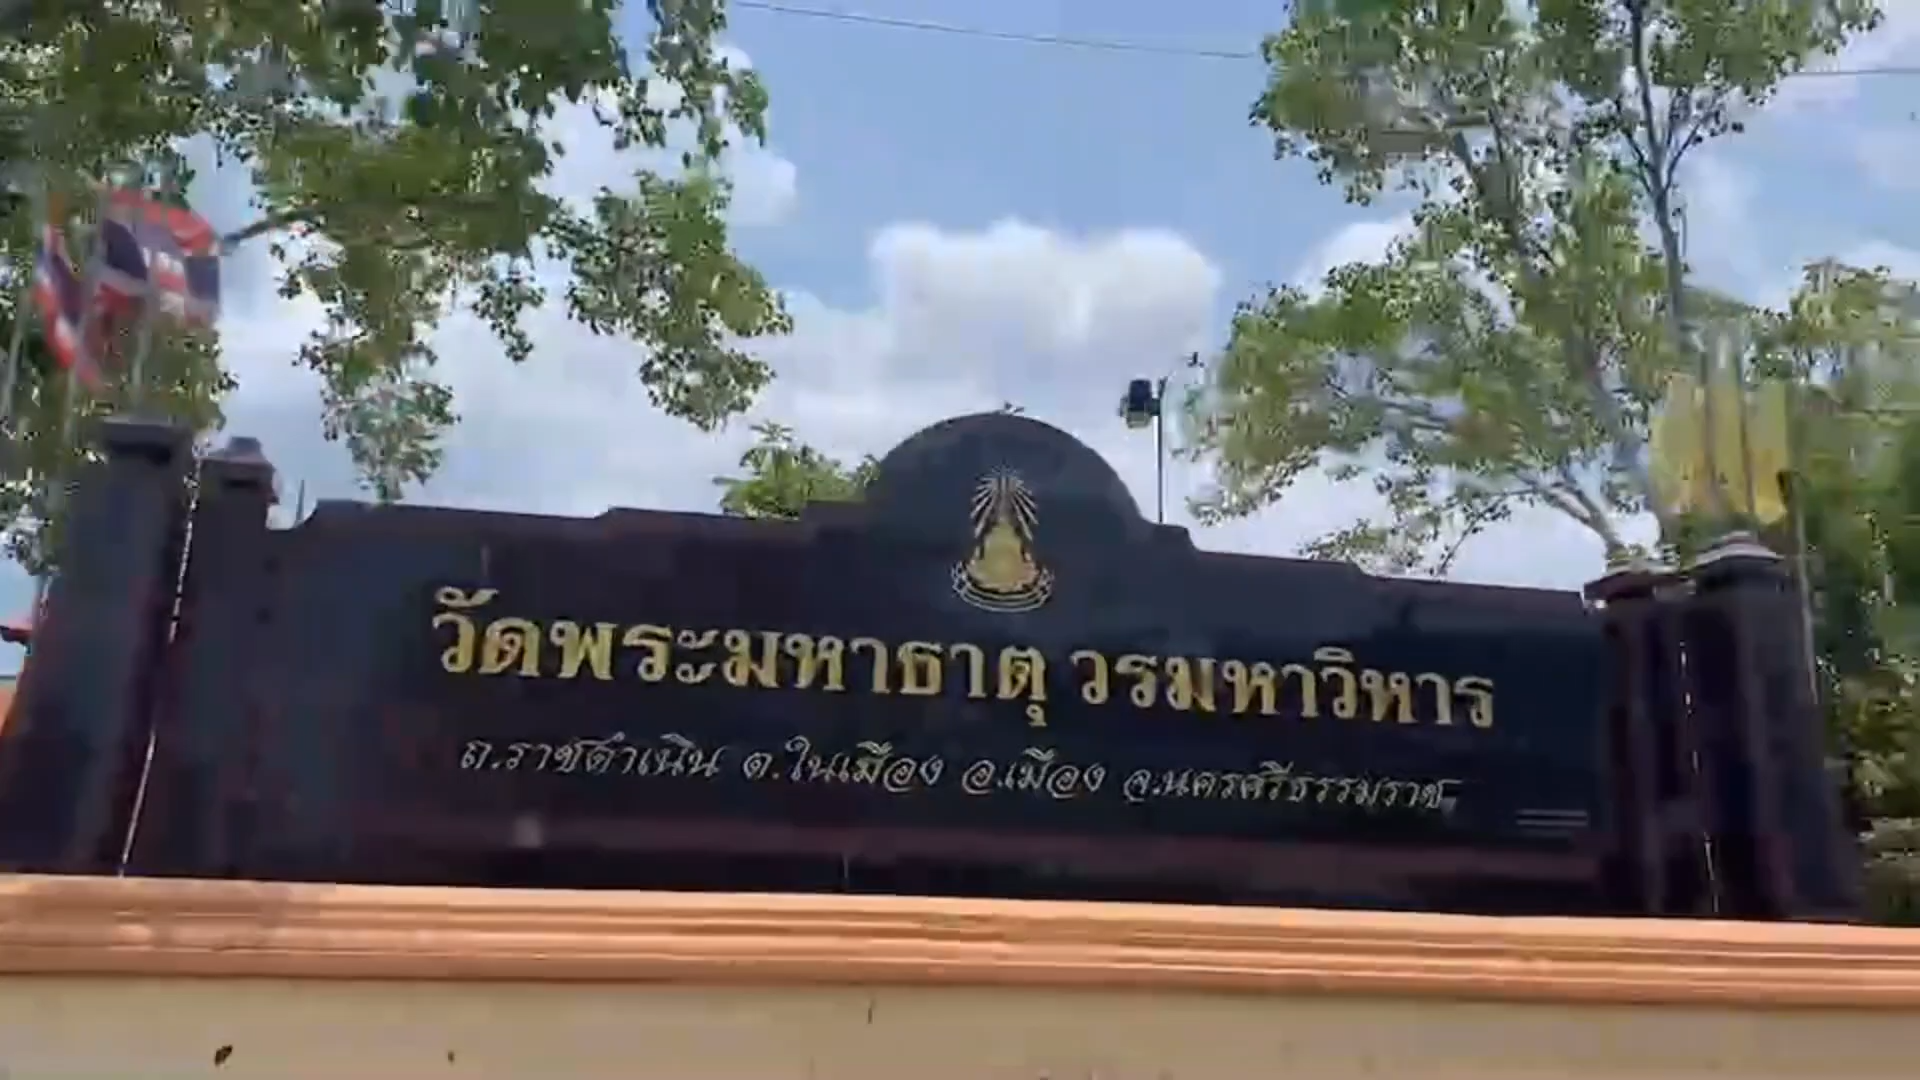 วัดพระมหาธาตุ วรมหาวิหาร
ถ.ราชดำเนิน ต.ในเมือง อ.เมือง จ.นครศรีธรรมราช